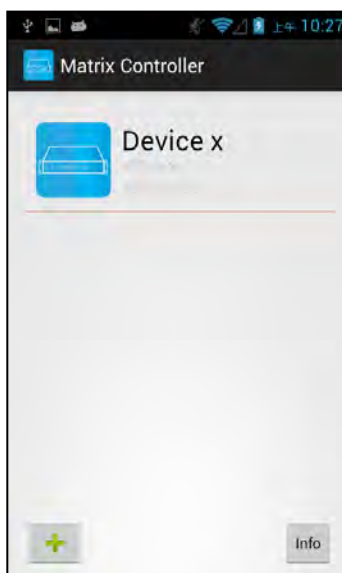 上午 10:27
Matrix Controller
Device x
Info